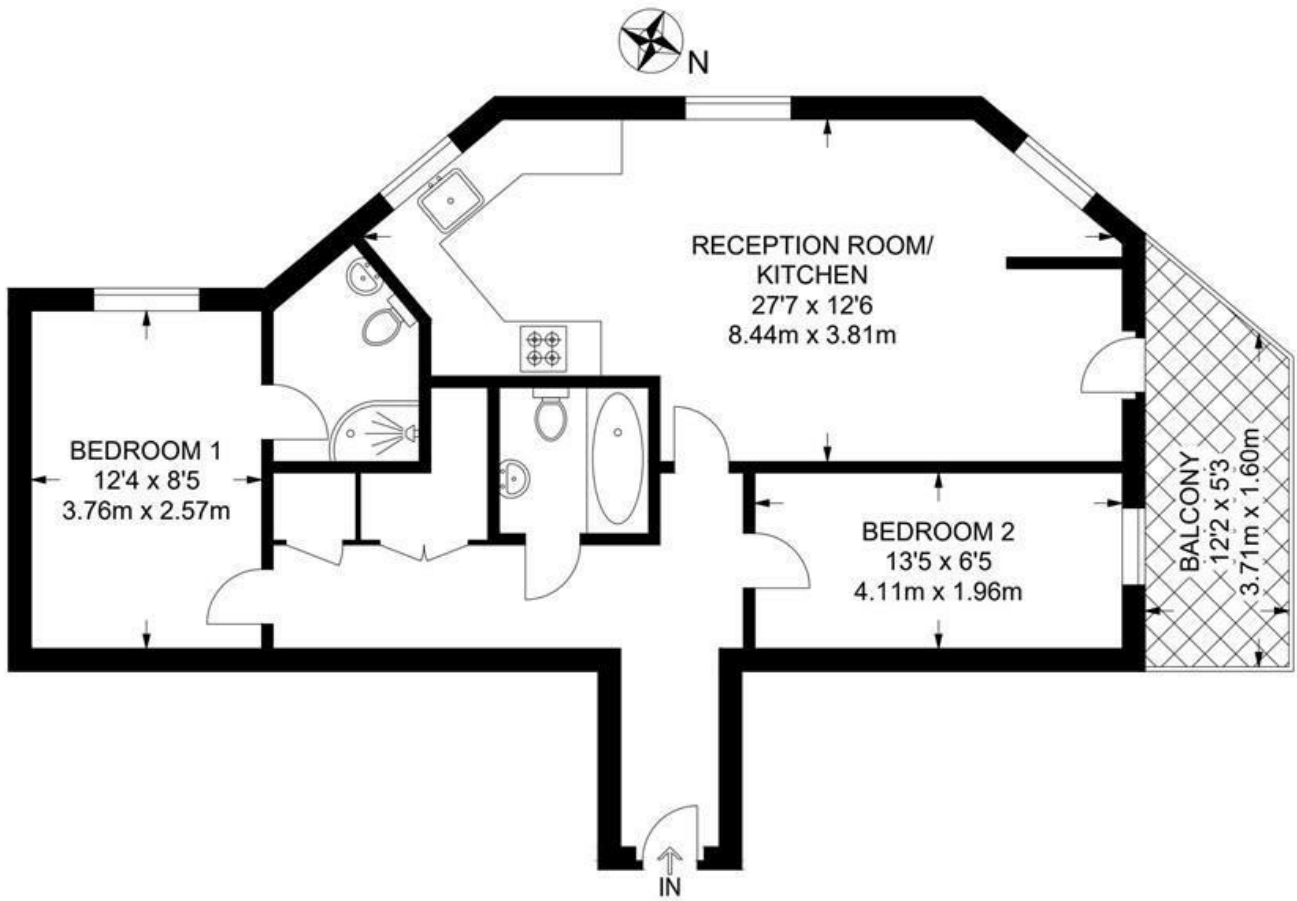 N
RECEPTION ROOM/
KITCHEN
27'7 x 12'6
8.44m x 3.81m
BEDROOM 1
12'4 x 8'5
3.76m x 2.57m
BEDROOM 2
13'5 x 6'5
4.11m x 1.96m
BALCONY
12'2 x 5'3
3.71m x 1.60m
IN